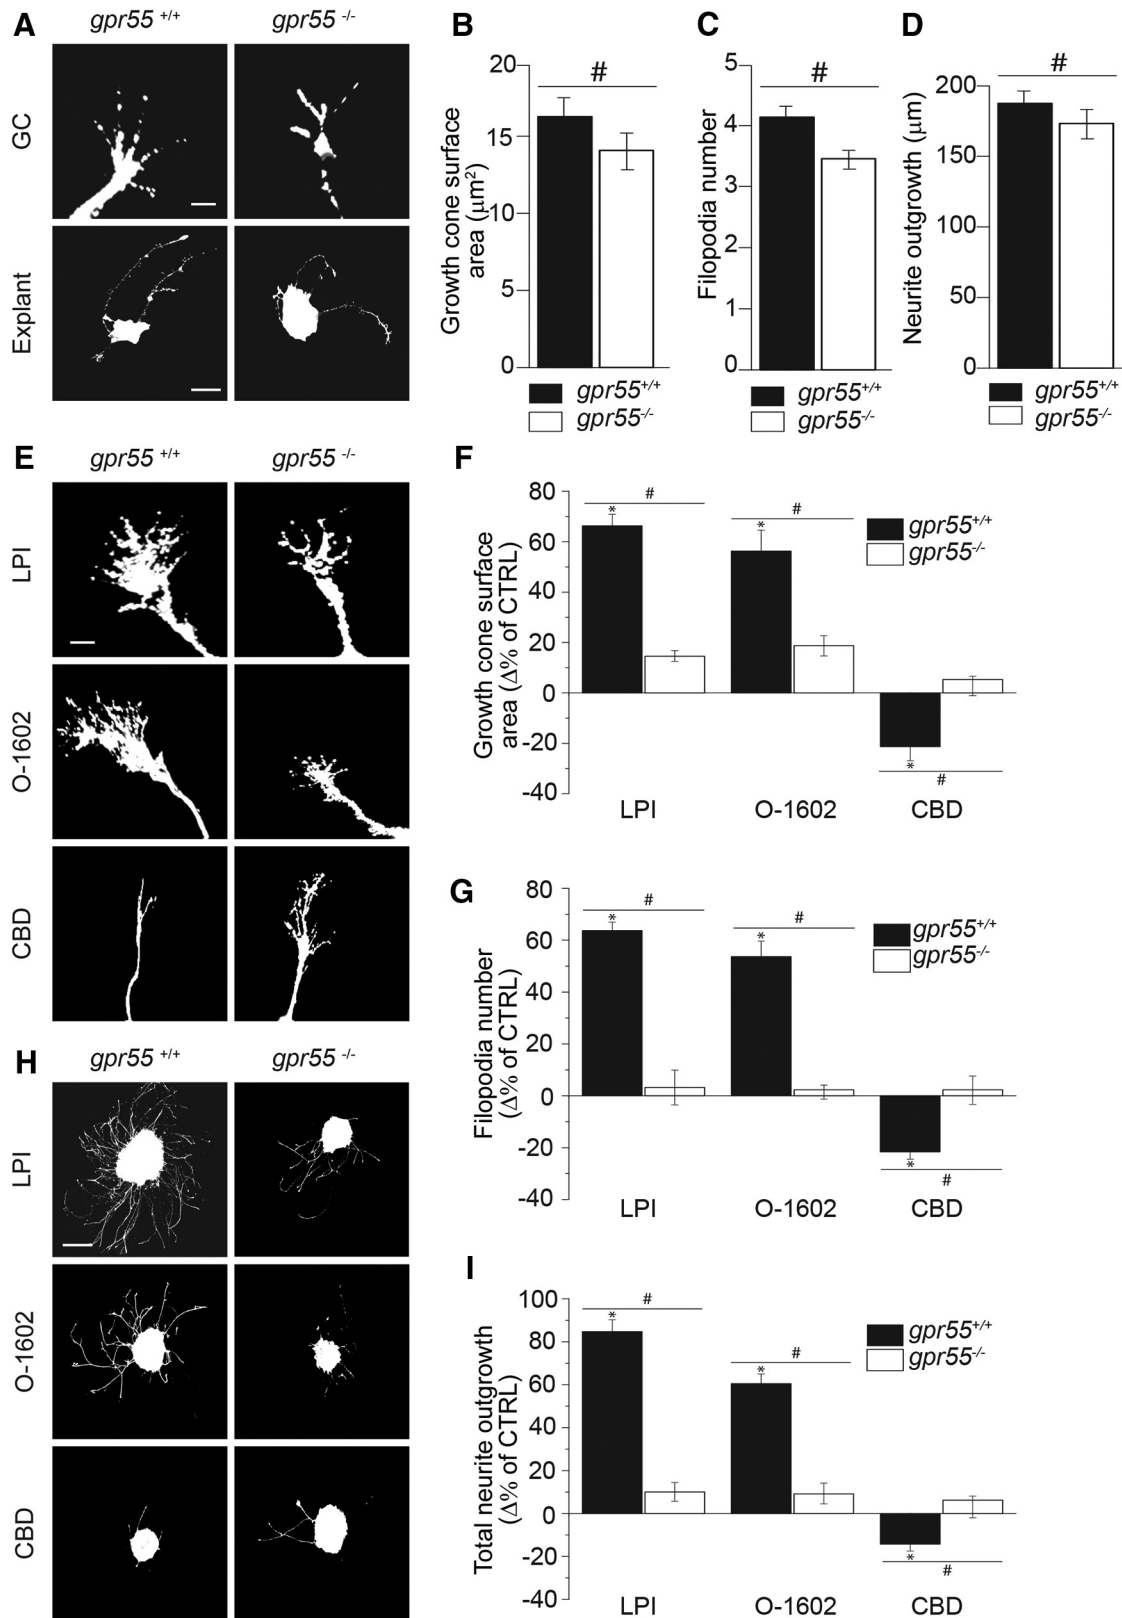 A
gpr55 +/+
gpr55 -/-
GC
Explant
B
Growth cone surface
area (μm2)
20
15
10
5
0
#
gpr55+/+
gpr55-/-
C
Filopodia number
5
4
3
2
1
0
#
gpr55+/+
gpr55-/-
D
Neurite outgrowth (μm)
200
150
100
50
0
#
gpr55+/+
gpr55-/-
E
gpr55 +/+
gpr55 -/-
LPI
O-1602
CBD
F
Growth cone surface
area (Δ% of CTRL)
80
60
40
20
0
-20
-40
#
*
#
*
*
#
gpr55+/+
gpr55-/-
LPI
O-1602
CBD
G
Filopodia number
(Δ% of CTRL)
80
60
40
20
0
-20
-40
#
*
#
*
*
#
gpr55+/+
gpr55-/-
LPI
O-1602
CBD
H
gpr55 +/+
gpr55 -/-
LPI
O-1602
CBD
I
Total neurite outgrowth
(Δ% of CTRL)
100
80
60
40
20
0
-20
-40
#
*
#
*
*
#
gpr55+/+
gpr55-/-
LPI
O-1602
CBD